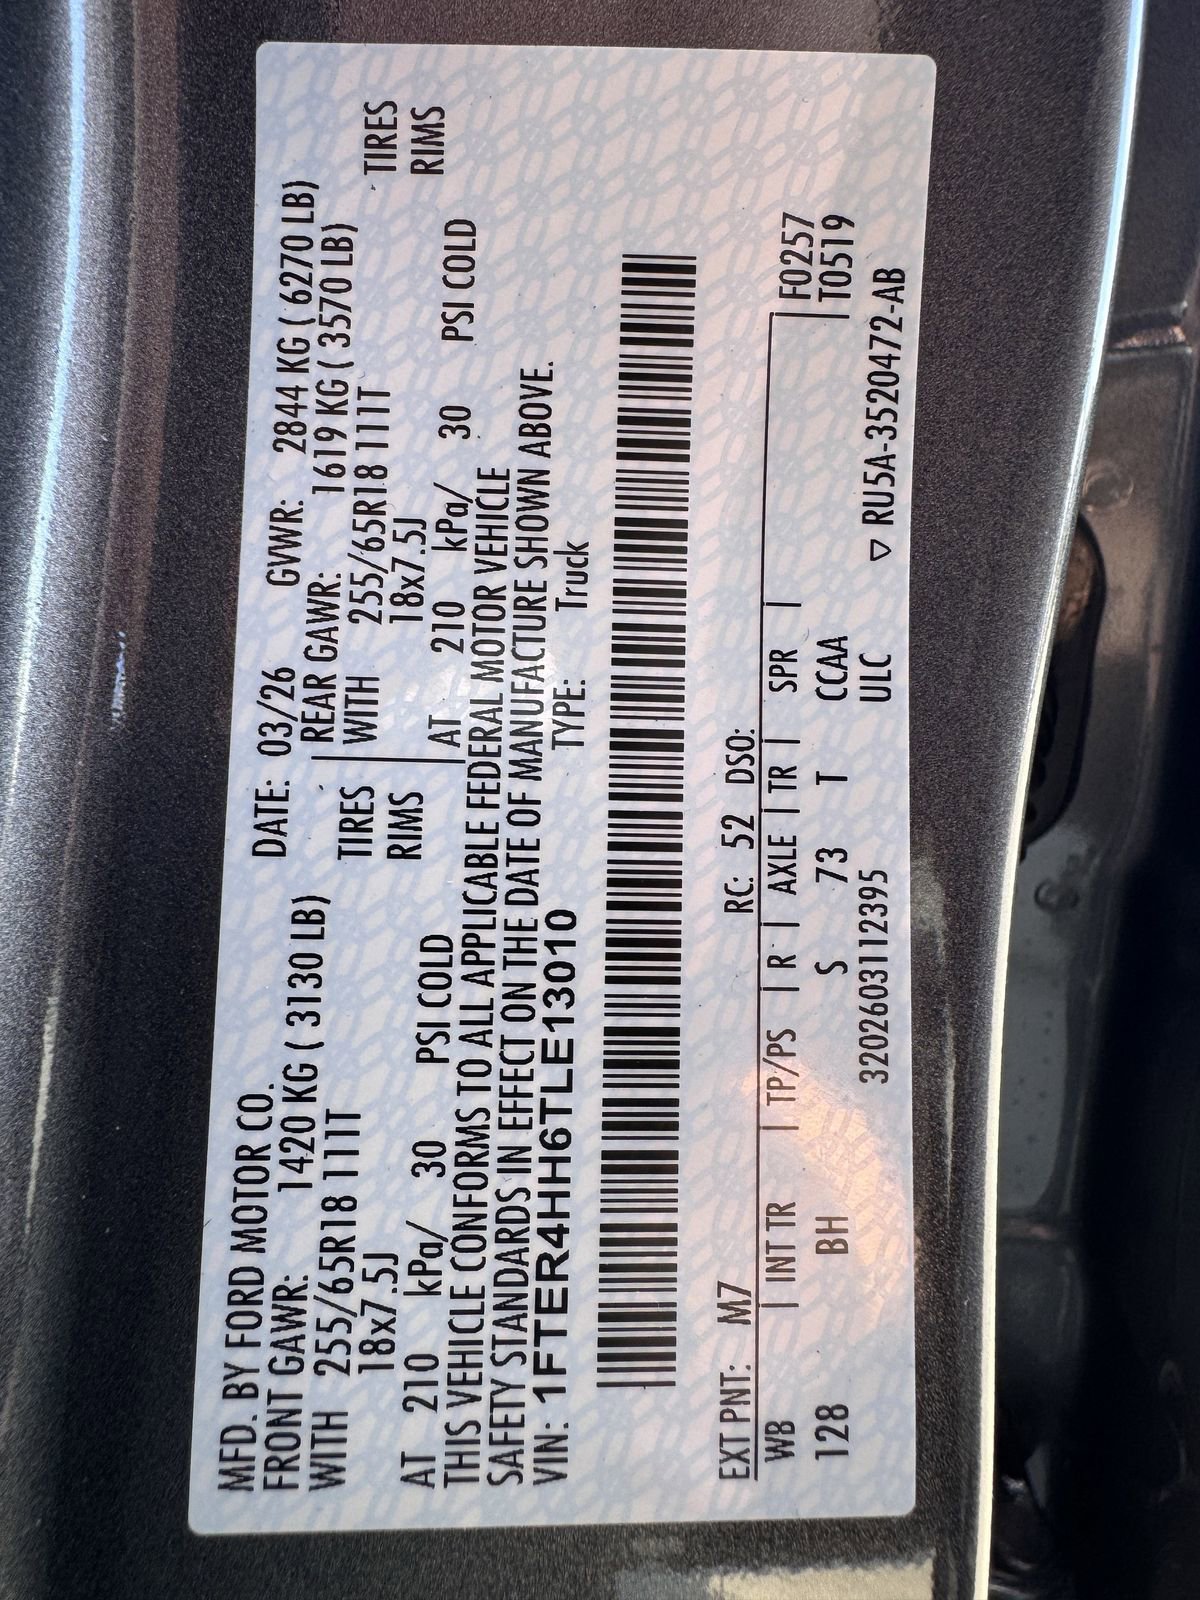 MFD. BY FORD MOTOR CO.
DATE: 03/26 GVWR: 2844 KG ( 6270 LB)
FRONT GAWR: 1420 KG ( 3130 LB)
REAR GAWR: 1619 KG ( 3570 LB)
WITH 255/65R18 111T TIRES
WITH 255/65R18 111T TIRES
18x7.5J RIMS
18x7.5J RIMS
AT 210 kPa/ 30 PSI COLD
AT 210 kPa/ 30 PSI COLD
THIS VEHICLE CONFORMS TO ALL APPLICABLE FEDERAL MOTOR VEHICLE
SAFETY STANDARDS IN EFFECT ON THE DATE OF MANUFACTURE SHOWN ABOVE.
VIN: 1FTER4HH6TLE13010 TYPE: Truck
EXT PNT: M7 RC: 52 DSO:
WB | INT TR | TP/PS | R | AXLE | TR | SPR | F0257
128 BH S 73 T CCAA T0519
3202603112395 ULC
▽ RU5A-3520472-AB